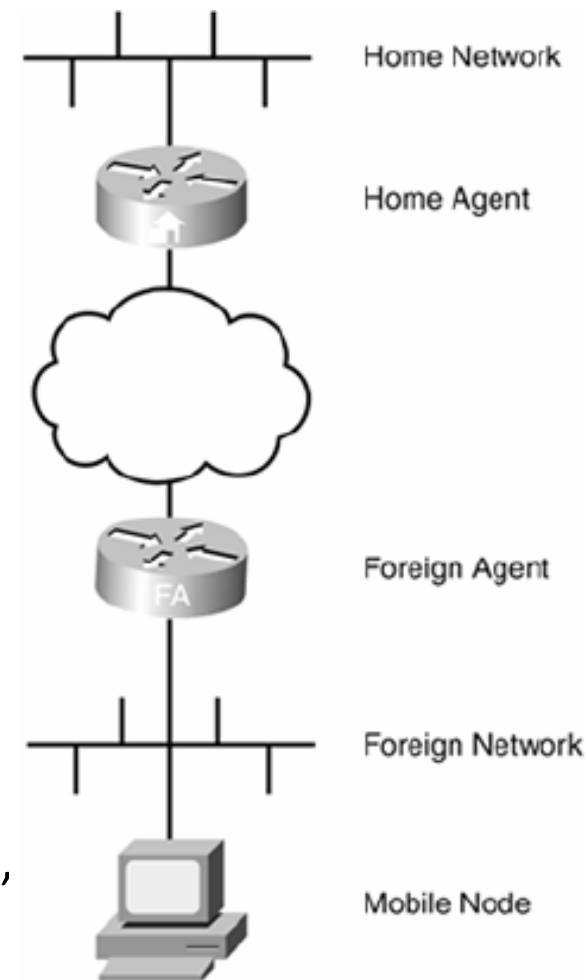 Home Network
Home Agent
Foreign Agent
FA
Foreign Network
,
Mobile Node